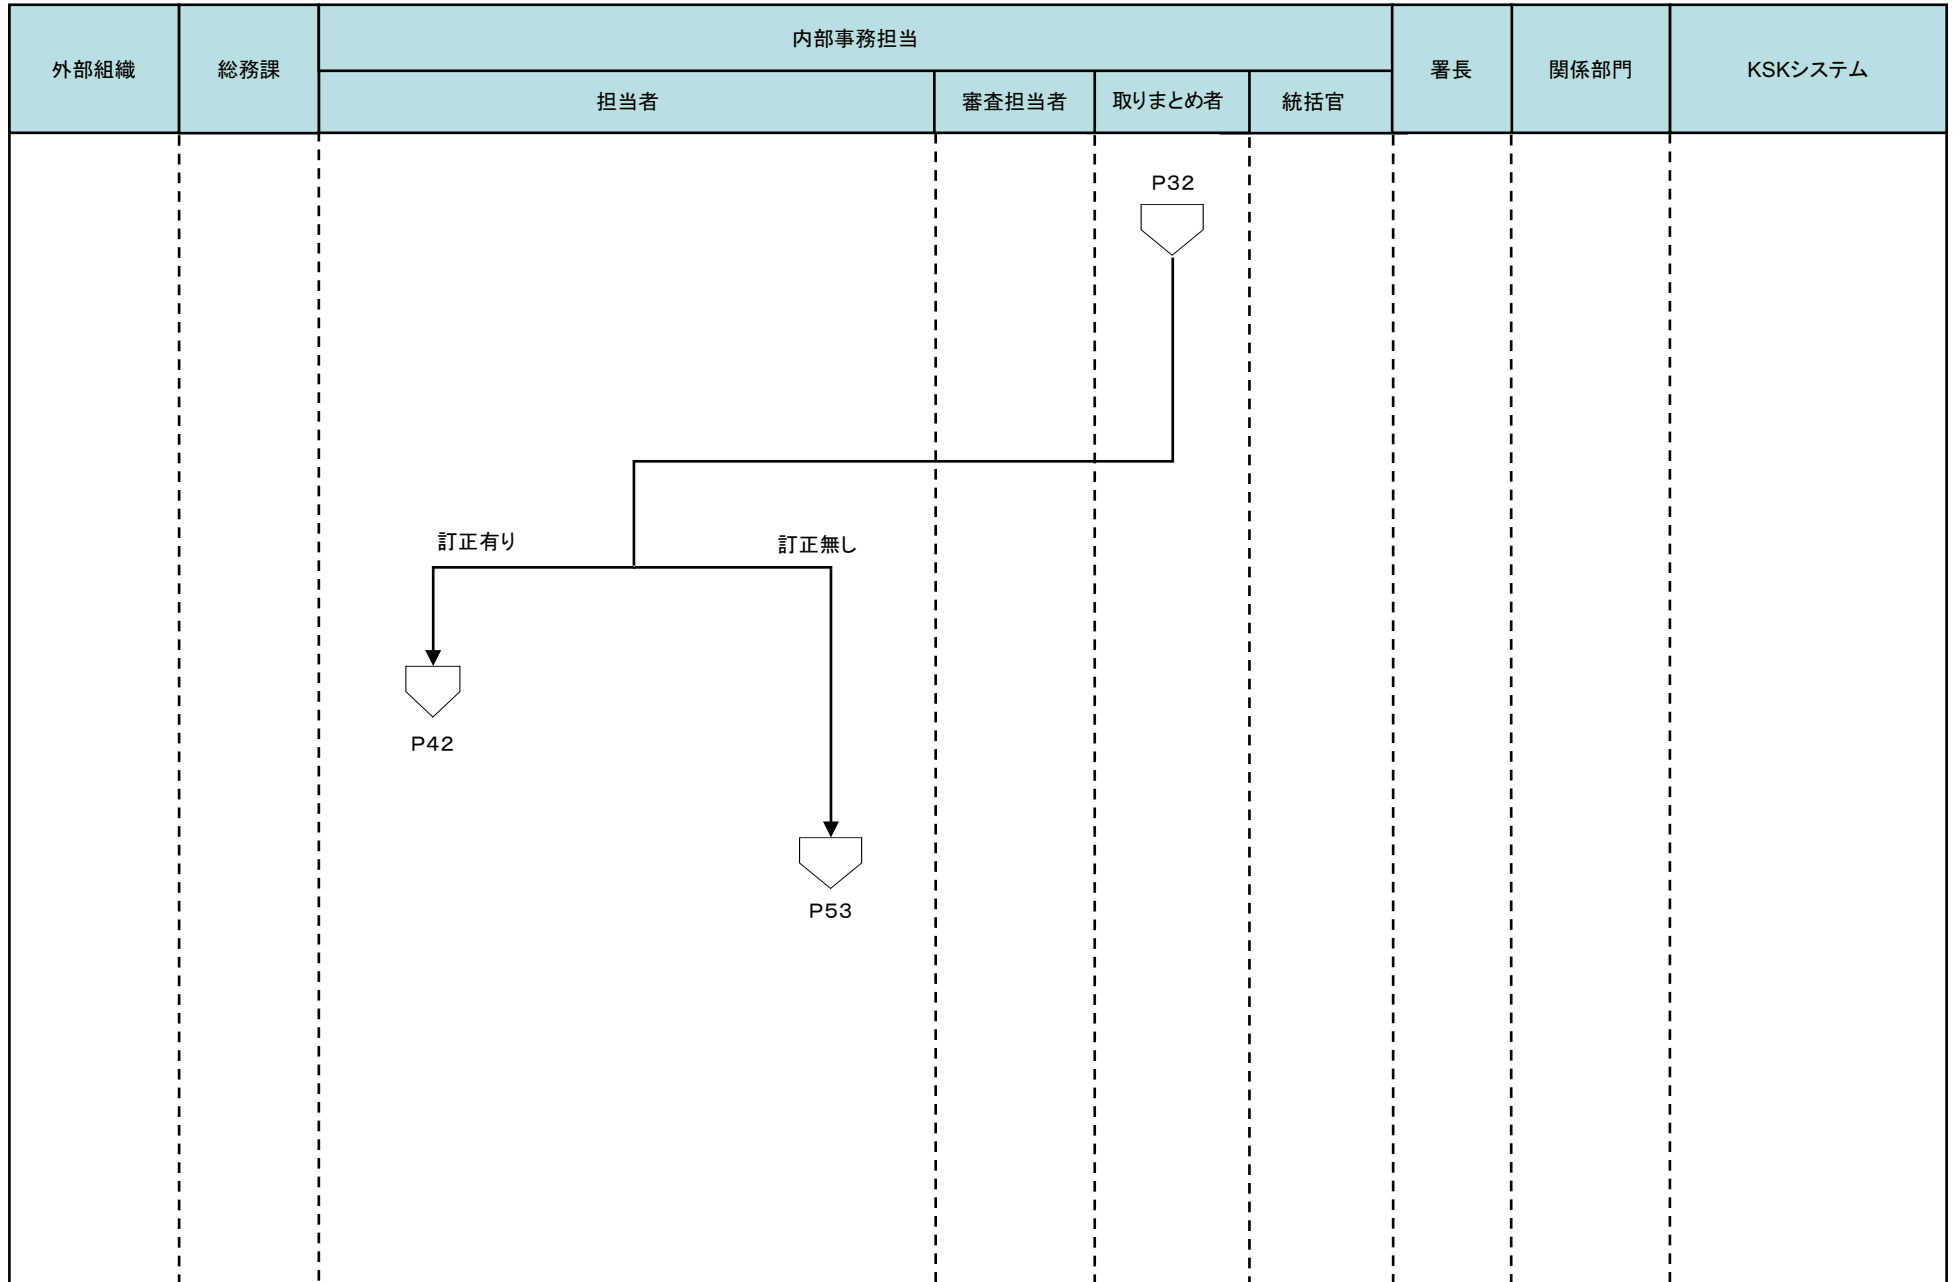 外部組織
総務課
内部事務担当
担当者
審査担当者
取りまとめ者
統括官
署長
関係部門
KSKシステム
P32
訂正有り
訂正無し
P42
P53